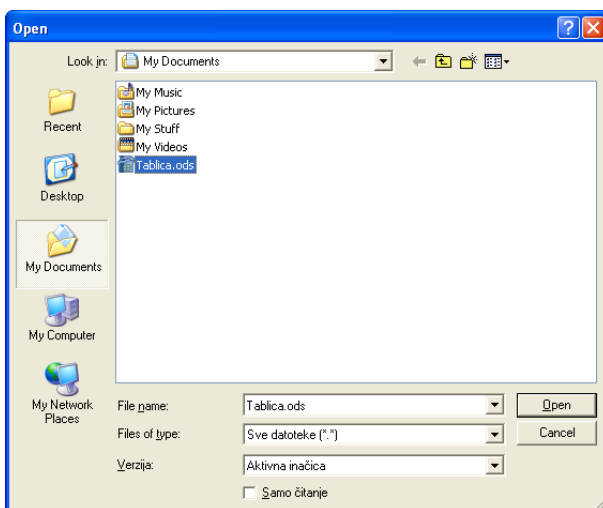 Open
Look in: My Documents
My Music
My Pictures
My Stuff
My Videos
Tablica.ods
Recent
Desktop
My Documents
My Computer
My Network
Places
File name: Tablica.ods Open
Files of type: Sve datoteke (*.*) Cancel
Verzija: Aktivna inačica
Samo čitanje